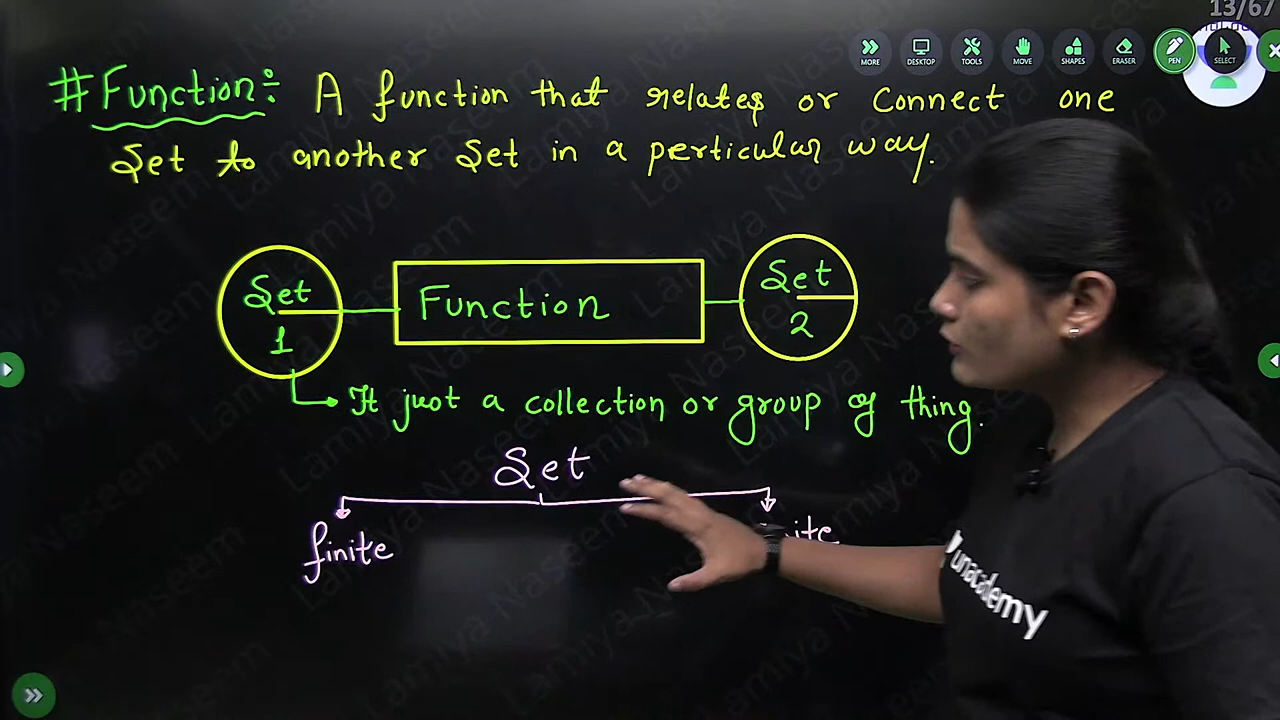 13/67
MORE DESKTOP TOOLS MOVE SHAPES ERASER PEN SELECT
#Function:- A function that relates or connect one
Set to another set in a perticular way.
Set 1 Function Set 2
It just a collection or group of thing.
Set
finite
unacademy
Lamiya Naseem